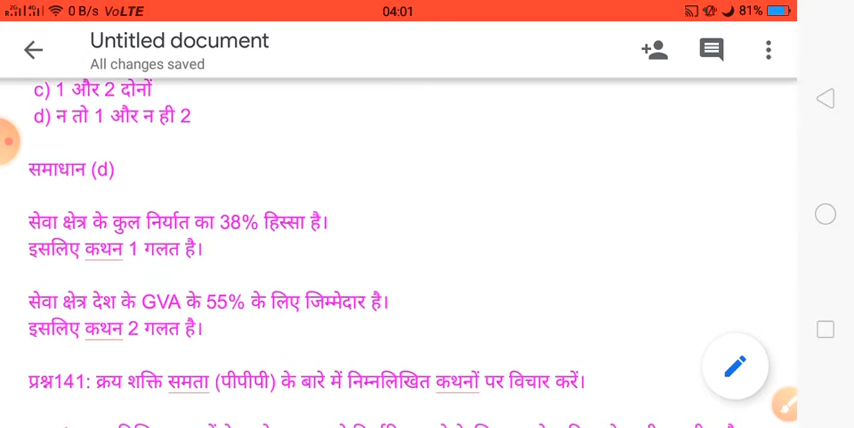 0 B/s VoLTE 04:01 81%
Untitled document
All changes saved
c) 1 और 2 दोनों
d) न तो 1 और न ही 2
समाधान (d)
सेवा क्षेत्र के कुल निर्यात का 38% हिस्सा है।
इसलिए कथन 1 गलत है।
सेवा क्षेत्र देश के GVA के 55% के लिए जिम्मेदार है।
इसलिए कथन 2 गलत है।
प्रश्न141: क्रय शक्ति समता (पीपीपी) के बारे में निम्नलिखित कथनों पर विचार करें।